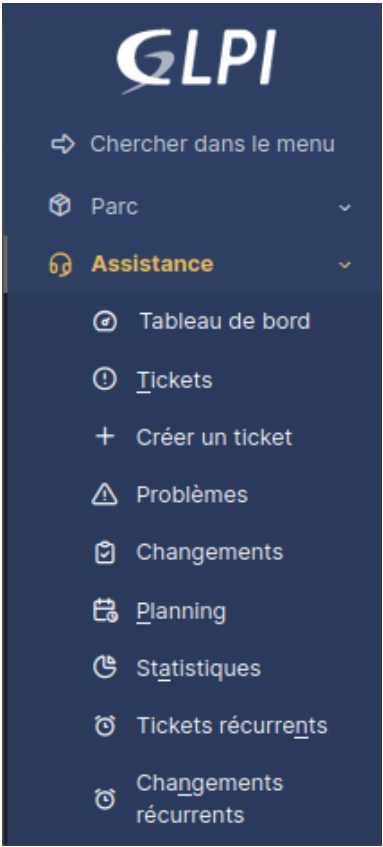 GLPI
Chercher dans le menu
Parc
Assistance
Tableau de bord
Tickets
Créer un ticket
Problèmes
Changements
Planning
Statistiques
Tickets récurrents
Changements
récurrents